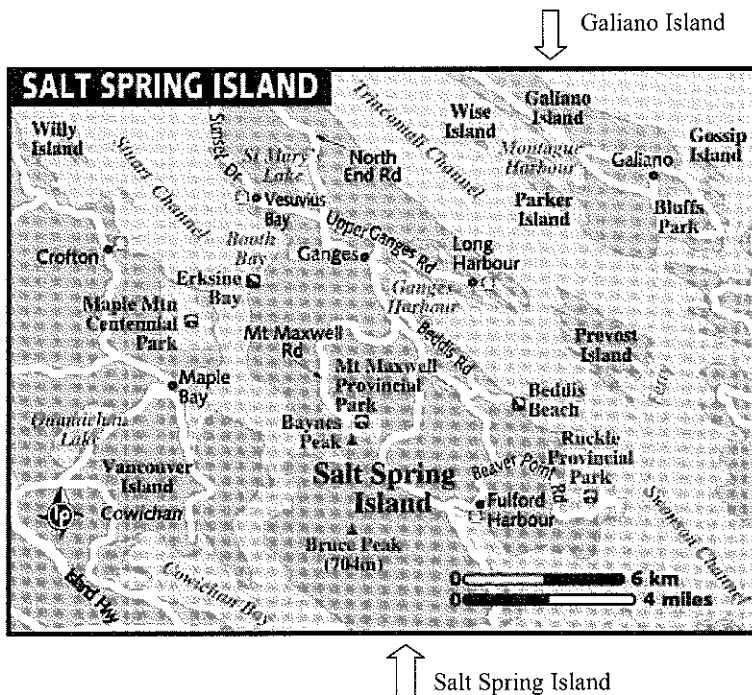 Galiano Island
SALT SPRING ISLAND
Willy
Island
Stuart Channel
Sunset Dr
St Mary's
Lake
North
End Rd
Trincomali Channel
Wise
Island
Galiano
Island
Montague
Harbour
Gossip
Island
Galiano
Parker
Island
Bluffs
Park
Vesuvius
Bay
Upper Ganges Rd
Crofton
Booth
Bay
Ganges
Long
Harbour
Erksine
Bay
Ganges
Harbour
Maple Mtn
Centennial
Park
Mt Maxwell
Rd
Beddis Rd
Prevost
Island
Ferry
Mt Maxwell
Provincial
Park
Maple
Bay
Beddis
Beach
Quamichan
Lake
Baynes
Peak
Ruckle
Provincial
Park
Vancouver
Island
Salt Spring
Island
Beaver Point Rd
Cowichan
Fulford
Harbour
Swanson Channel
Bruce Peak
(704m)
Island Hwy
Cowichan Bay
0 6 km
0 4 miles
Salt Spring Island